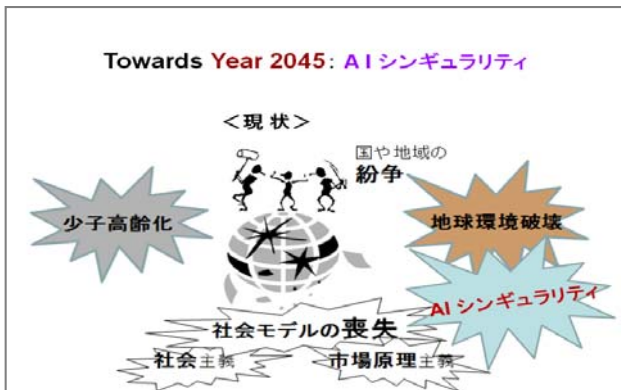 Towards Year 2045: AIシンギュラリティ
＜現状＞
国や地域の
紛争
少子高齢化
地球環境破壊
AIシンギュラリティ
社会モデルの喪失
社会主義
市場原理主義